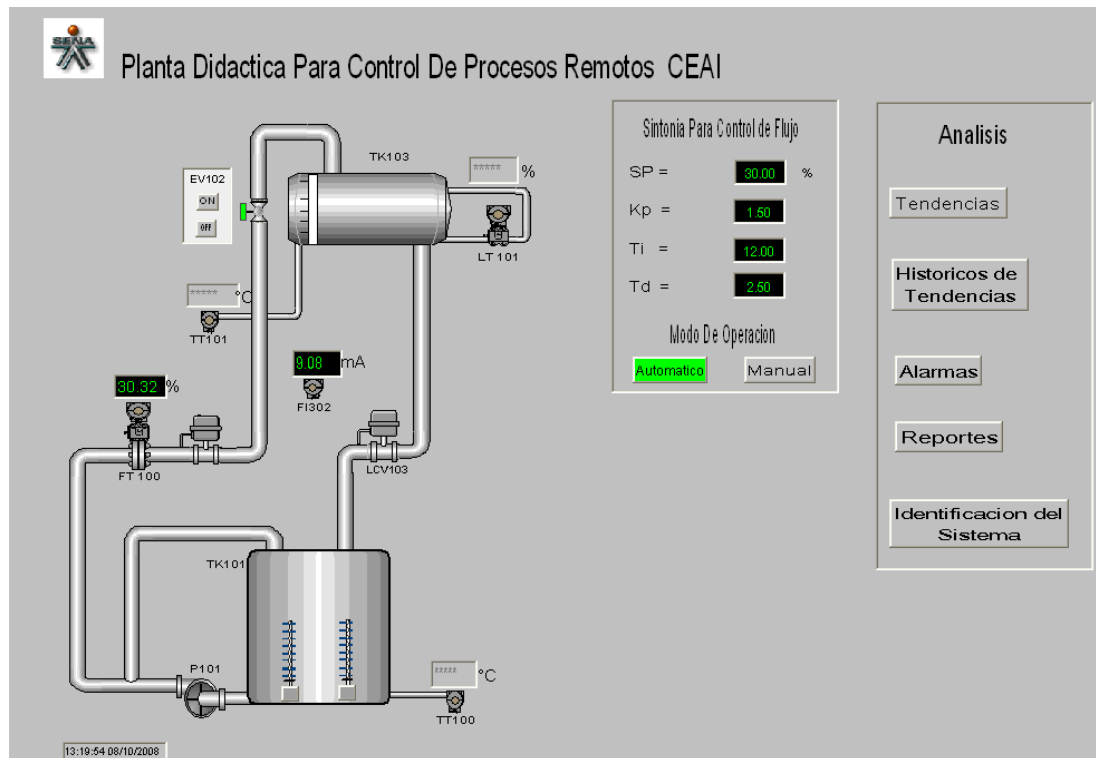 SENA
Planta Didactica Para Control De Procesos Remotos CEAI
EV102
ON
OFF
TK103
***** %
LT 101
***** °C
TT101
9.08 mA
FI302
30.32 %
FT 100
LCV103
TK101
P101
***** °C
TT100
13:19:54 08/10/2008
Sintonia Para Control de Flujo
SP = 30.00 %
Kp = 1.50
Ti = 12.00
Td = 2.50
Modo De Operacion
Automatico Manual
Analisis
Tendencias
Historicos de
Tendencias
Alarmas
Reportes
Identificacion del
Sistema